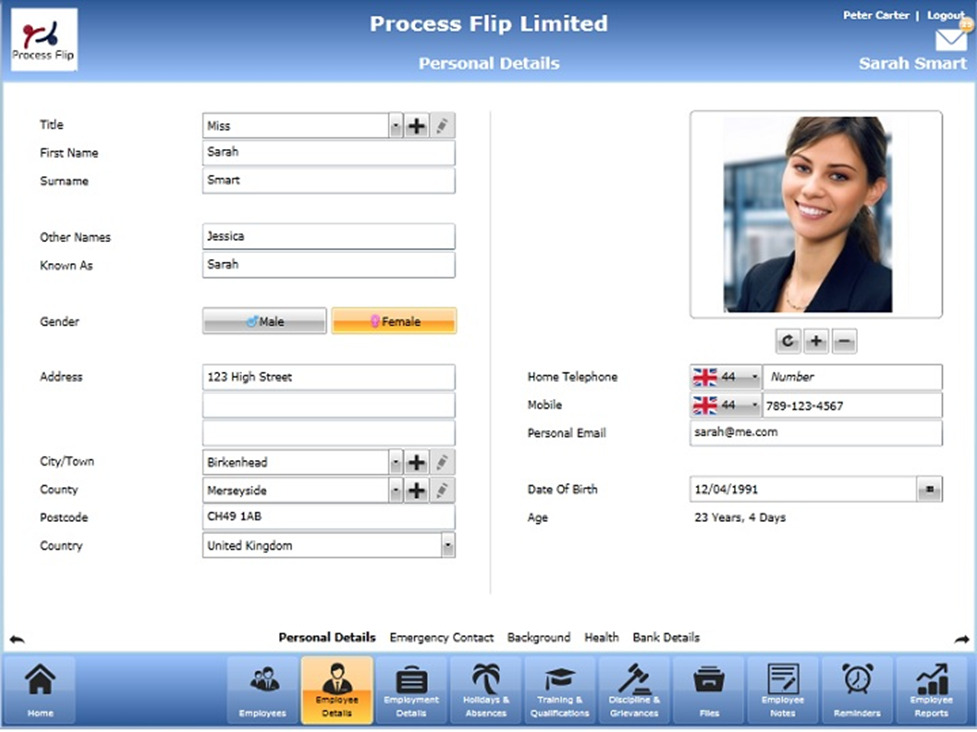 Process Flip Limited
Peter Carter | Logout
Process Flip
Personal Details
Sarah Smart
Title Miss
First Name Sarah
Surname Smart
Other Names Jessica
Known As Sarah
Gender Male Female
Address 123 High Street
Home Telephone 44 Number
Mobile 44 789-123-4567
Personal Email sarah@me.com
City/Town Birkenhead
County Merseyside
Date Of Birth 12/04/1991
Postcode CH49 1AB
Age 23 Years, 4 Days
Country United Kingdom
Personal Details Emergency Contact Background Health Bank Details
Home
Employees
Employee
Details
Employment
Details
Holidays &
Absences
Training &
Qualifications
Discipline &
Grievances
Files
Employee
Notes
Reminders
Employee
Reports